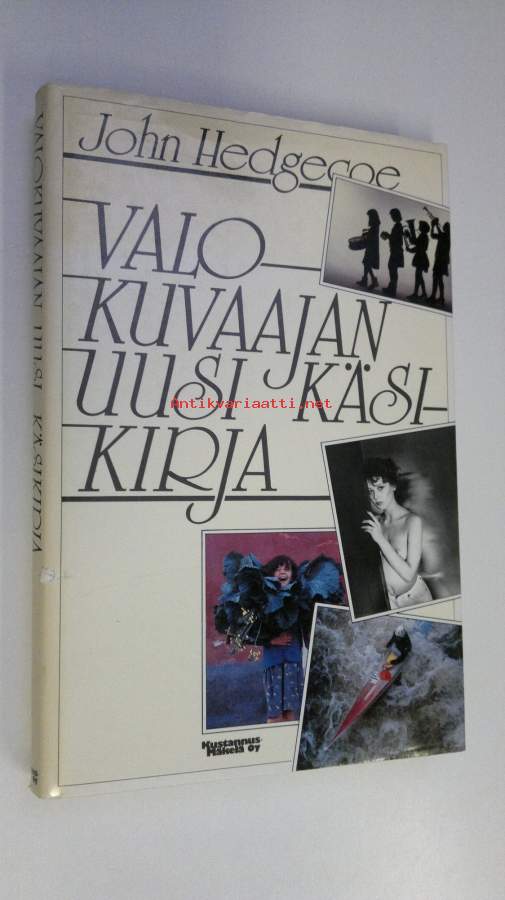 John Hedgecoe
VALO
KUVAAJAN
UUSI KÄSI-
KIRJA
Antikvariaatti.net
Kustannus-
Mäkelä OY
VALOKUVAAJAN UUSI KÄSIKIRJA